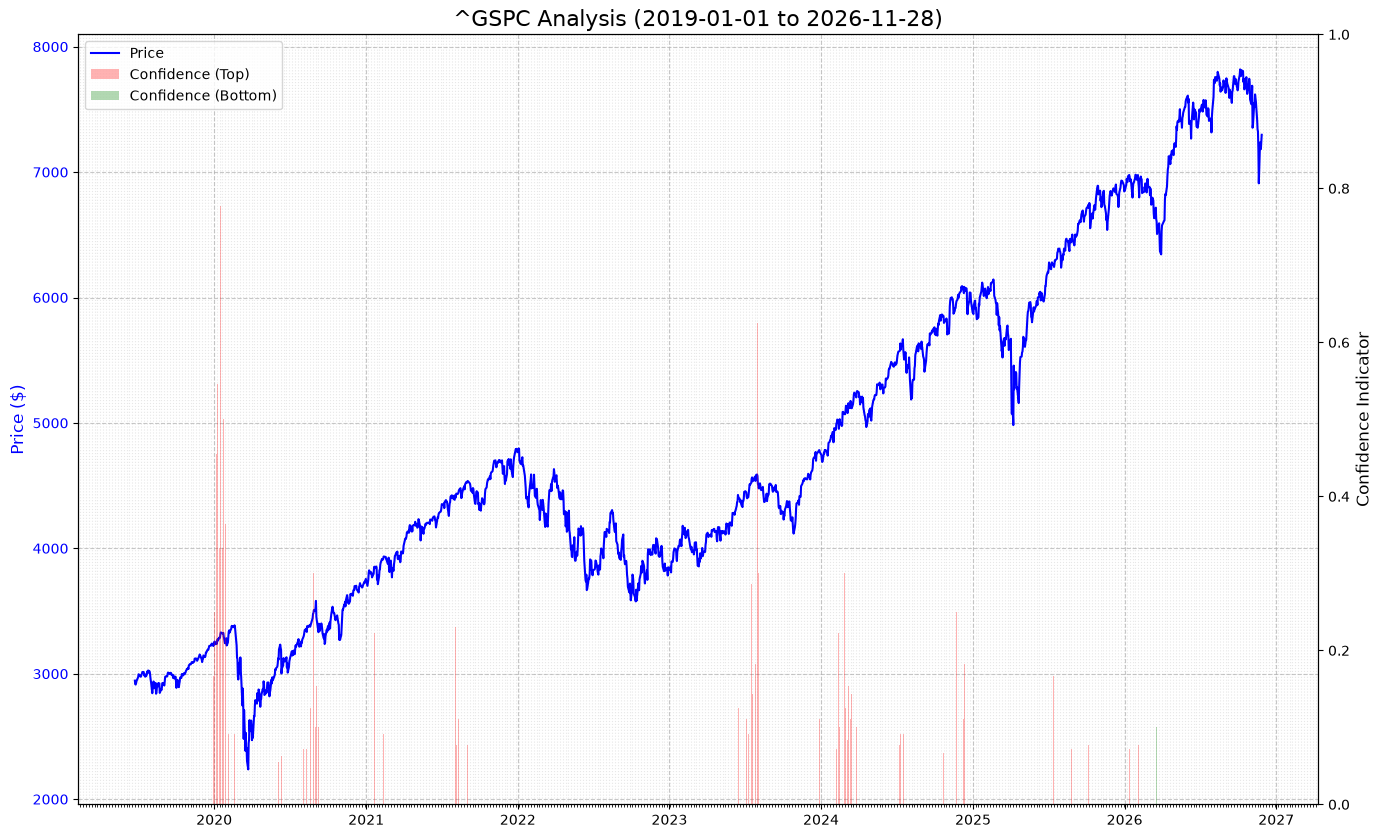 ^GSPC Analysis (2019-01-01 to 2026-11-28)
Price
Confidence (Top)
Confidence (Bottom)
8000
7000
6000
5000
4000
3000
2000
Price ($)
1.0
0.8
0.6
0.4
0.2
0.0
Confidence Indicator
2020 2021 2022 2023 2024 2025 2026 2027